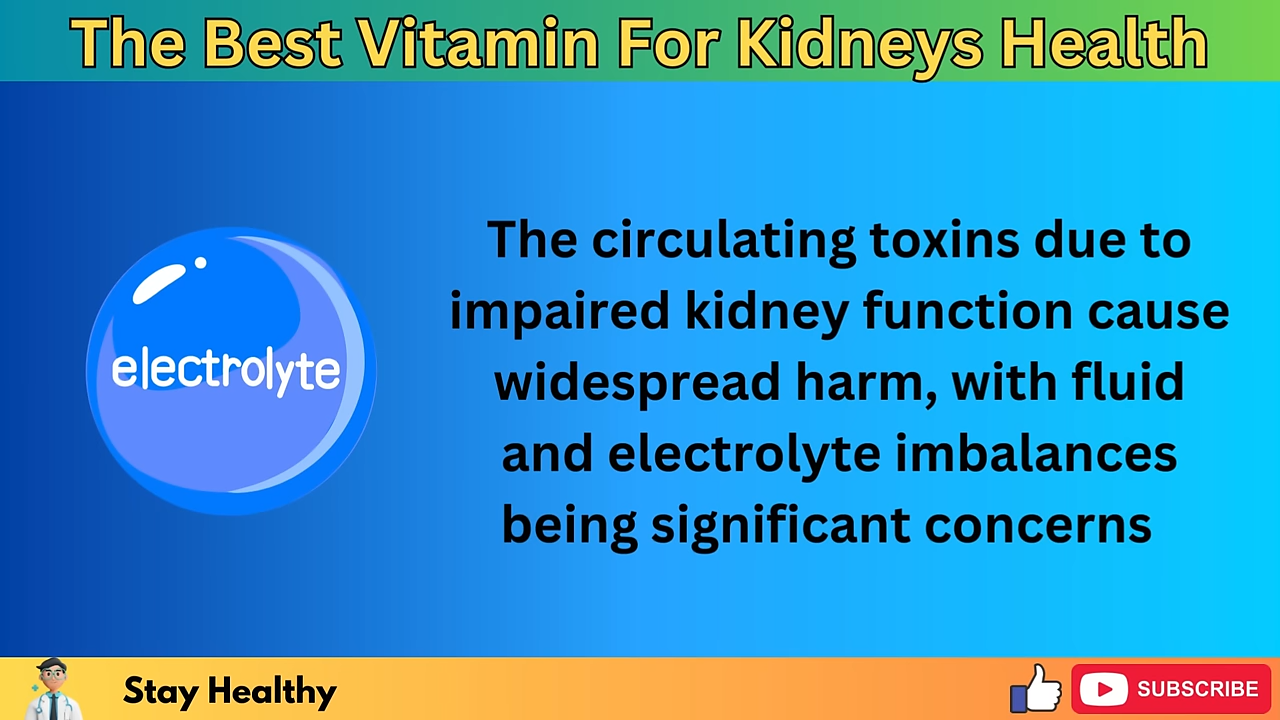 The Best Vitamin For Kidneys Health
electrolyte
The circulating toxins due to
impaired kidney function cause
widespread harm, with fluid
and electrolyte imbalances
being significant concerns
Stay Healthy
SUBSCRIBE